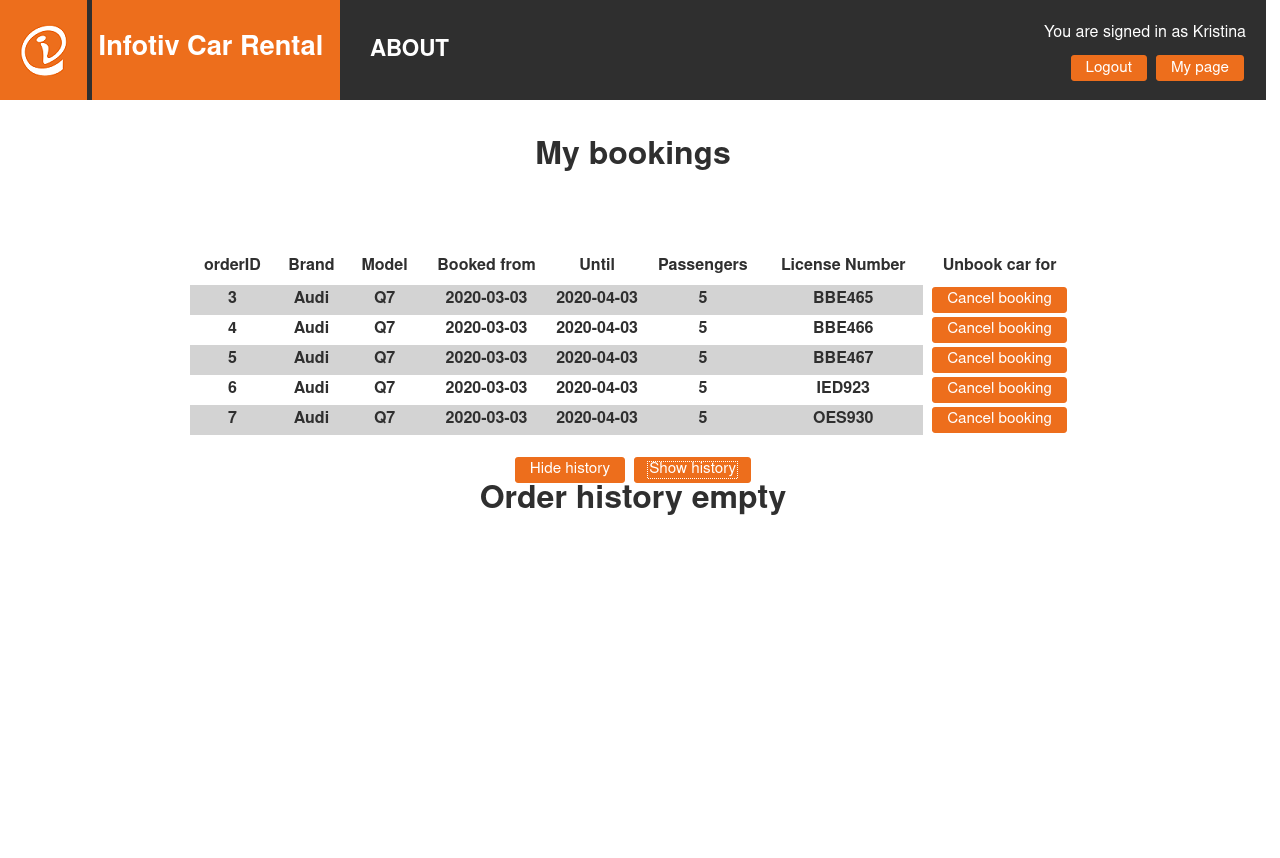 Infotiv Car Rental
ABOUT
You are signed in as Kristina
Logout My page
My bookings
orderID Brand Model Booked from Until Passengers License Number Unbook car for
3 Audi Q7 2020-03-03 2020-04-03 5 BBE465 Cancel booking
4 Audi Q7 2020-03-03 2020-04-03 5 BBE466 Cancel booking
5 Audi Q7 2020-03-03 2020-04-03 5 BBE467 Cancel booking
6 Audi Q7 2020-03-03 2020-04-03 5 IED923 Cancel booking
7 Audi Q7 2020-03-03 2020-04-03 5 OES930 Cancel booking
Hide history Show history
Order history empty